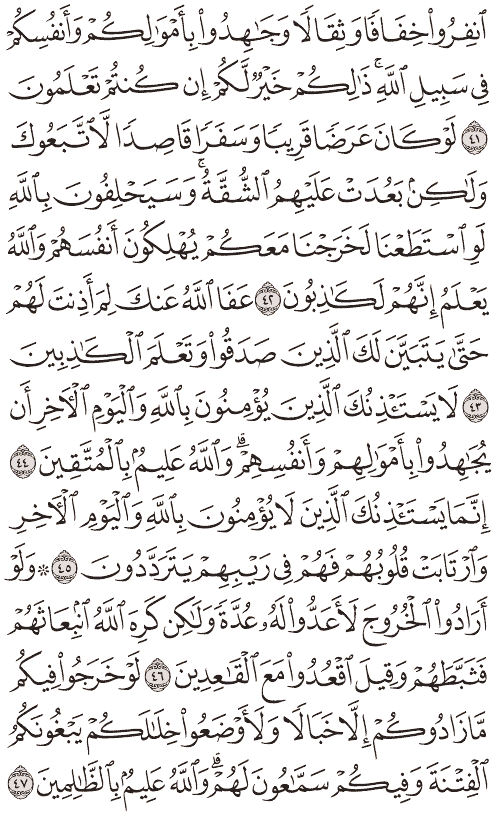 ٱنفِرُواْ خِفَافٗا وَثِقَالٗا وَجَٰهِدُواْ بِأَمۡوَٰلِكُمۡ وَأَنفُسِكُمۡ
فِي سَبِيلِ ٱللَّهِۚ ذَٰلِكُمۡ خَيۡرٞ لَّكُمۡ إِن كُنتُمۡ تَعۡلَمُونَ
٤١ لَوۡ كَانَ عَرَضٗا قَرِيبٗا وَسَفَرٗا قَاصِدٗا لَّٱتَّبَعُوكَ
وَلَٰكِنۢ بَعُدَتۡ عَلَيۡهِمُ ٱلشُّقَّةُۚ وَسَيَحۡلِفُونَ بِٱللَّهِ
لَوِ ٱسۡتَطَعۡنَا لَخَرَجۡنَا مَعَكُمۡ يُهۡلِكُونَ أَنفُسَهُمۡ وَٱللَّهُ
يَعۡلَمُ إِنَّهُمۡ لَكَٰذِبُونَ ٤٢ عَفَا ٱللَّهُ عَنكَ لِمَ أَذِنتَ لَهُمۡ
حَتَّىٰ يَتَبَيَّنَ لَكَ ٱلَّذِينَ صَدَقُواْ وَتَعۡلَمَ ٱلۡكَٰذِبِينَ
٤٣ لَا يَسۡتَـٔۡذِنُكَ ٱلَّذِينَ يُؤۡمِنُونَ بِٱللَّهِ وَٱلۡيَوۡمِ ٱلۡأٓخِرِ أَن
يُجَٰهِدُواْ بِأَمۡوَٰلِهِمۡ وَأَنفُسِهِمۡۗ وَٱللَّهُ عَلِيمُۢ بِٱلۡمُتَّقِينَ ٤٤
إِنَّمَا يَسۡتَـٔۡذِنُكَ ٱلَّذِينَ لَا يُؤۡمِنُونَ بِٱللَّهِ وَٱلۡيَوۡمِ ٱلۡأٓخِرِ
وَٱرۡتَابَتۡ قُلُوبُهُمۡ فَهُمۡ فِي رَيۡبِهِمۡ يَتَرَدَّدُونَ ٤٥ ۞ وَلَوۡ
أَرَادُواْ ٱلۡخُرُوجَ لَأَعَدُّواْ لَهُۥ عُدَّةٗ وَلَٰكِن كَرِهَ ٱللَّهُ ٱنۢبِعَاثَهُمۡ
فَثَبَّطَهُمۡ وَقِيلَ ٱقۡعُدُواْ مَعَ ٱلۡقَٰعِدِينَ ٤٦ لَوۡ خَرَجُواْ فِيكُم
مَّا زَادُوكُمۡ إِلَّا خَبَالٗا وَلَأَوۡضَعُواْ خِلَٰلَكُمۡ يَبۡغُونَكُمُ
ٱلۡفِتۡنَةَ وَفِيكُمۡ سَمَّٰعُونَ لَهُمۡۗ وَٱللَّهُ عَلِيمُۢ بِٱلظَّٰلِمِينَ ٤٧